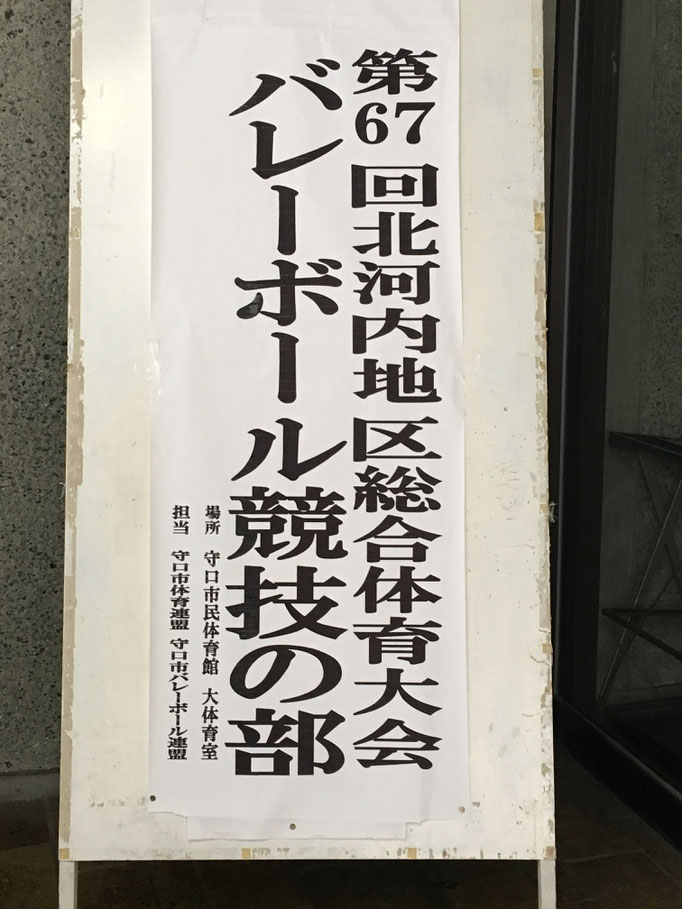 第67回北河内地区総合体育大会
バレーボール競技の部
場所 守口市民体育館 大体育室
担当 守口市体育連盟 守口市バレーボール連盟